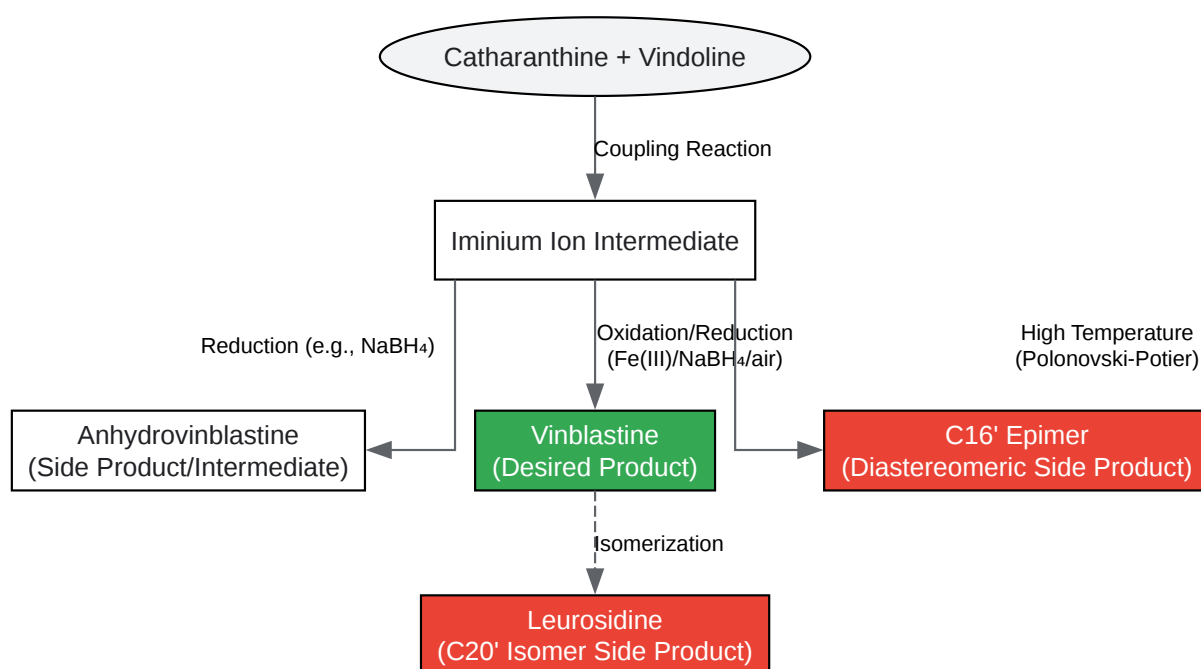 Catharanthine + Vindoline
Coupling Reaction
Iminium Ion Intermediate
Reduction (e.g., NaBH₄)
Oxidation/Reduction
(Fe(III)/NaBH₄/air)
High Temperature
(Polonovski-Potier)
Anhydrovinblastine
(Side Product/Intermediate)
Vinblastine
(Desired Product)
C16' Epimer
(Diastereomeric Side Product)
Isomerization
Leurosidine
(C20' Isomer Side Product)